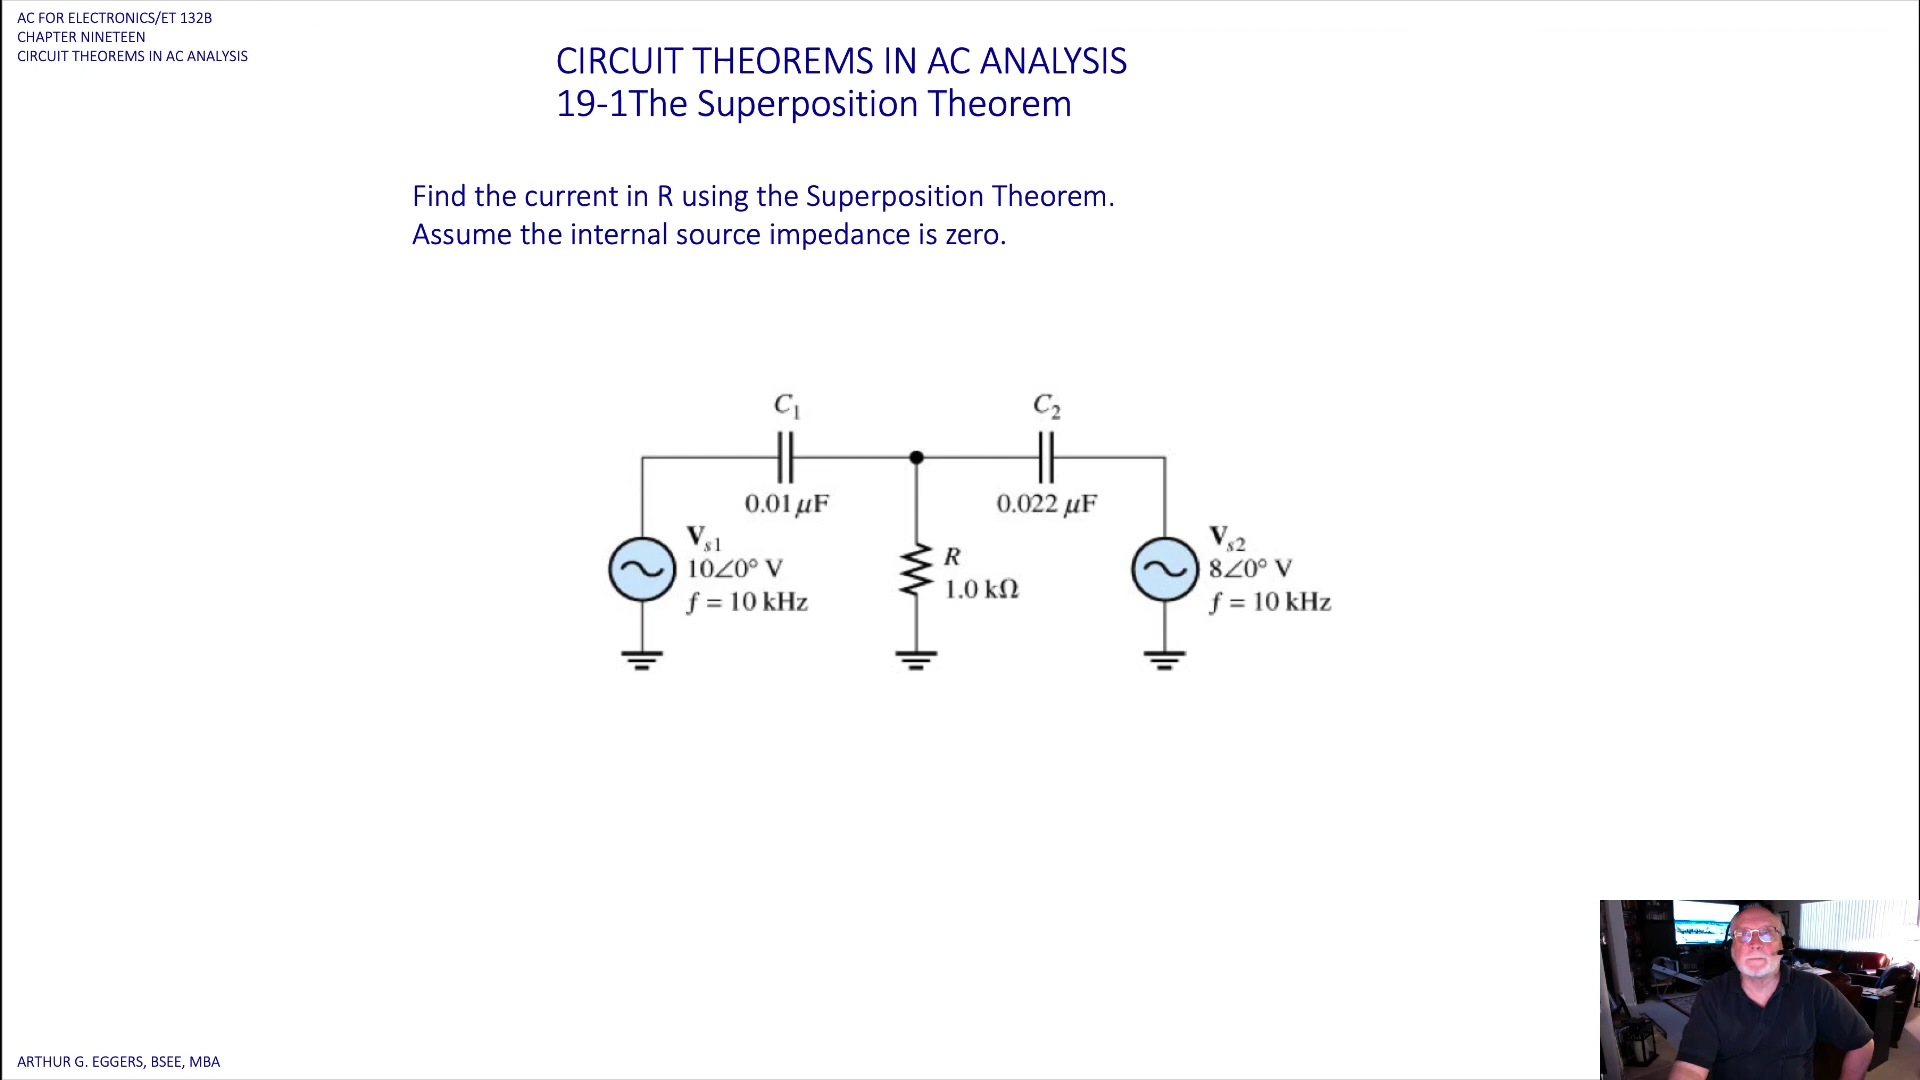 AC FOR ELECTRONICS/ET 132B
CHAPTER NINETEEN
CIRCUIT THEOREMS IN AC ANALYSIS
CIRCUIT THEOREMS IN AC ANALYSIS
19-1The Superposition Theorem
Find the current in R using the Superposition Theorem.
Assume the internal source impedance is zero.
C₁
C₂
0.01 μF
0.022 μF
Vs1
10∠0° V
f = 10 kHz
R
1.0 kΩ
Vs2
8∠0° V
f = 10 kHz
ARTHUR G. EGGERS, BSEE, MBA